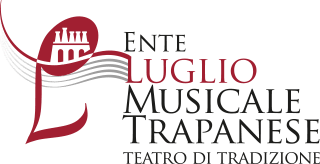 ENTE
LUGLIO
MUSICALE
TRAPANESE
TEATRO DI TRADIZIONE